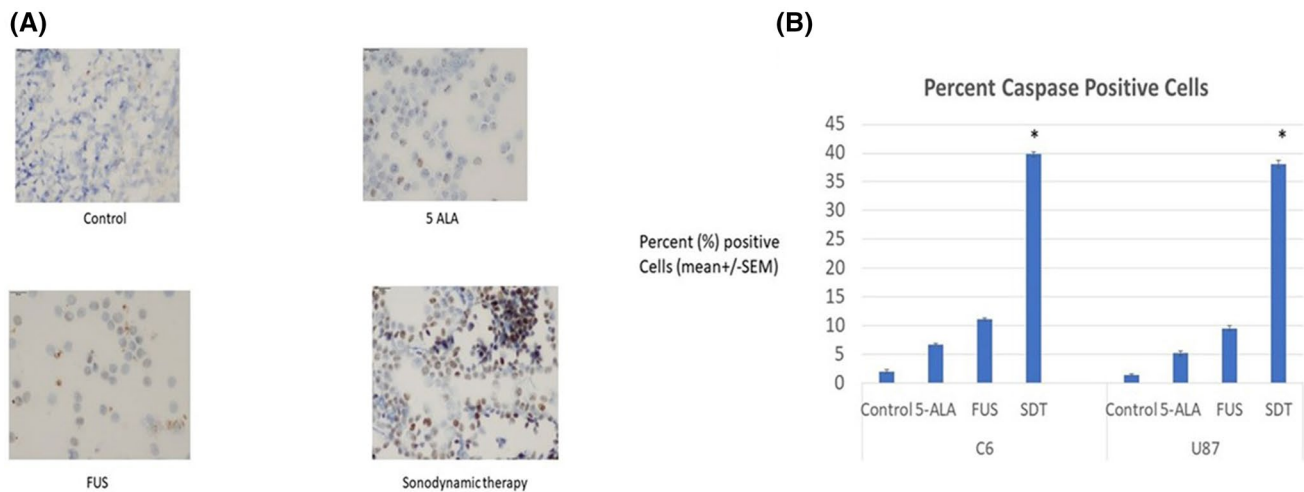 (A)
Control
5 ALA
FUS
Sonodynamic therapy
(B)
Percent Caspase Positive Cells
Percent (%) positive
Cells (mean+/-SEM)
45
40
35
30
25
20
15
10
5
0
*
*
Control 5-ALA FUS SDT Control 5-ALA FUS SDT
C6 U87